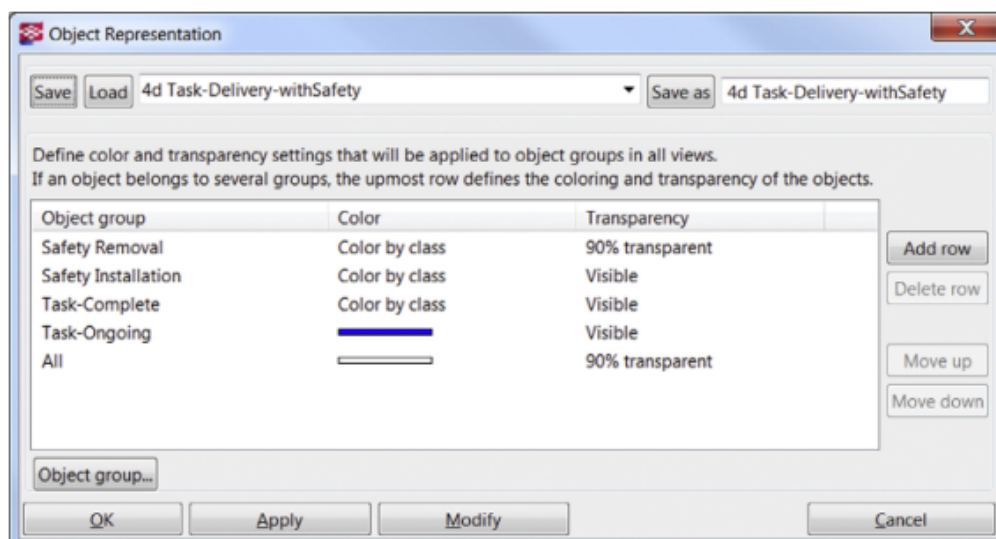 Object Representation
Save Load 4d Task-Delivery-withSafety Save as 4d Task-Delivery-withSafety
Define color and transparency settings that will be applied to object groups in all views.
If an object belongs to several groups, the upmost row defines the coloring and transparency of the objects.
Object group Color Transparency
Safety Removal Color by class 90% transparent
Safety Installation Color by class Visible
Task-Complete Color by class Visible
Task-Ongoing Visible
All 90% transparent
Add row
Delete row
Move up
Move down
Object group...
OK Apply Modify Cancel